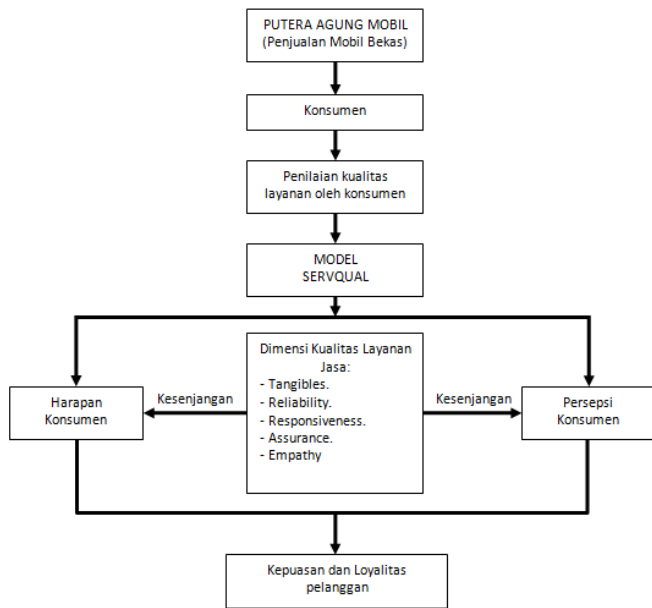 PUTERA AGUNG MOBIL
(Penjualan Mobil Bekas)
Konsumen
Penilaian kualitas
layanan oleh konsumen
MODEL
SERVQUAL
Dimensi Kualitas Layanan
Jasa:
- Tangibles.
- Reliability.
- Responsiveness.
- Assurance.
- Empathy
Harapan
Konsumen
Kesenjangan
Kesenjangan
Persepsi
Konsumen
Kepuasan dan Loyalitas
pelanggan